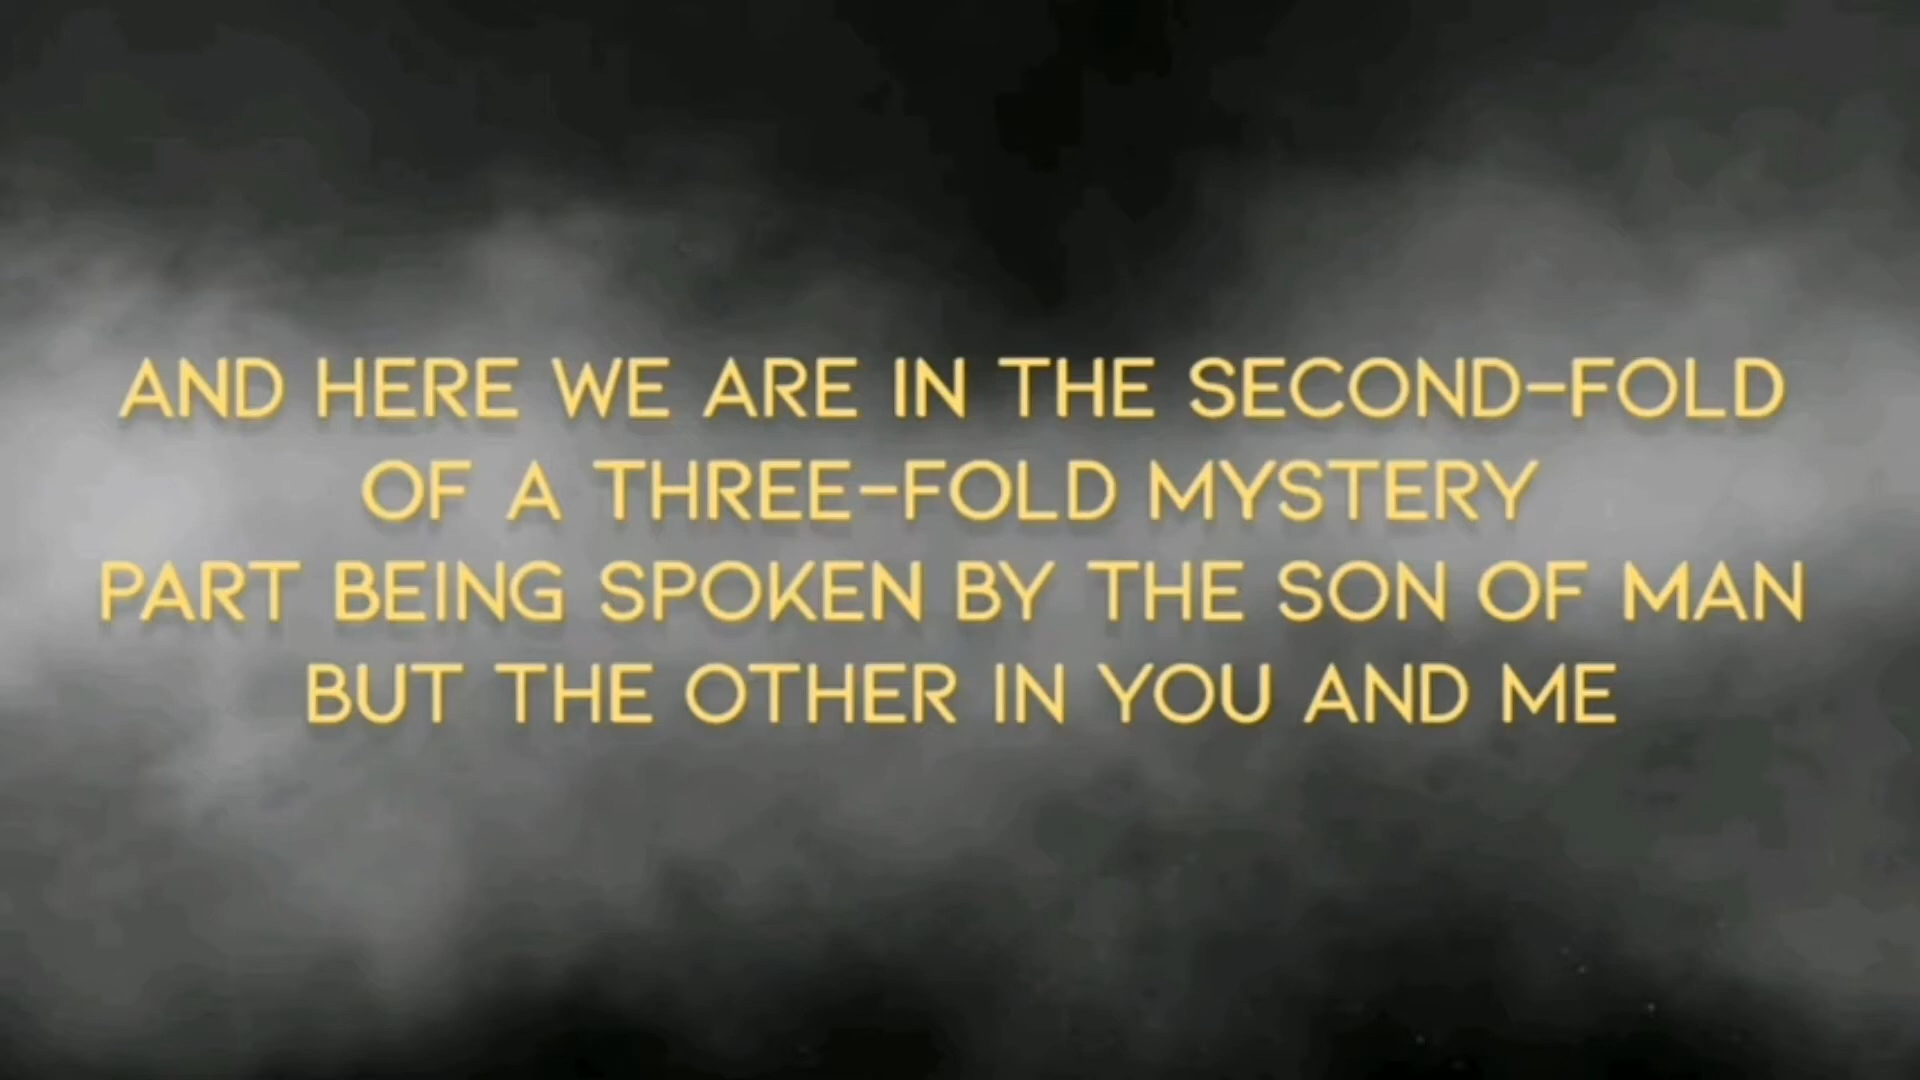 AND HERE WE ARE IN THE SECOND-FOLD
OF A THREE-FOLD MYSTERY
PART BEING SPOKEN BY THE SON OF MAN
BUT THE OTHER IN YOU AND ME